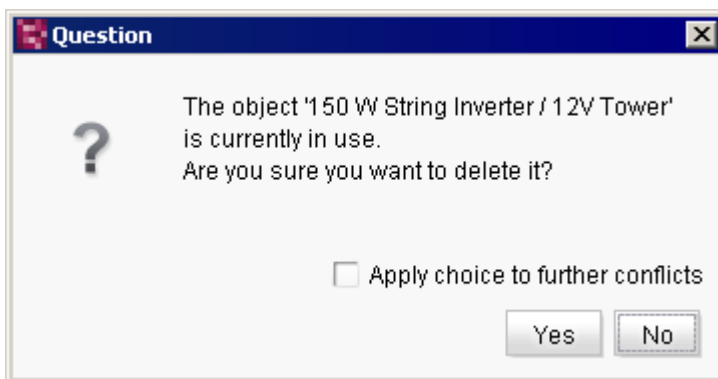 Question
The object '150 W String Inverter / 12V Tower'
is currently in use.
Are you sure you want to delete it?
Apply choice to further conflicts
Yes No